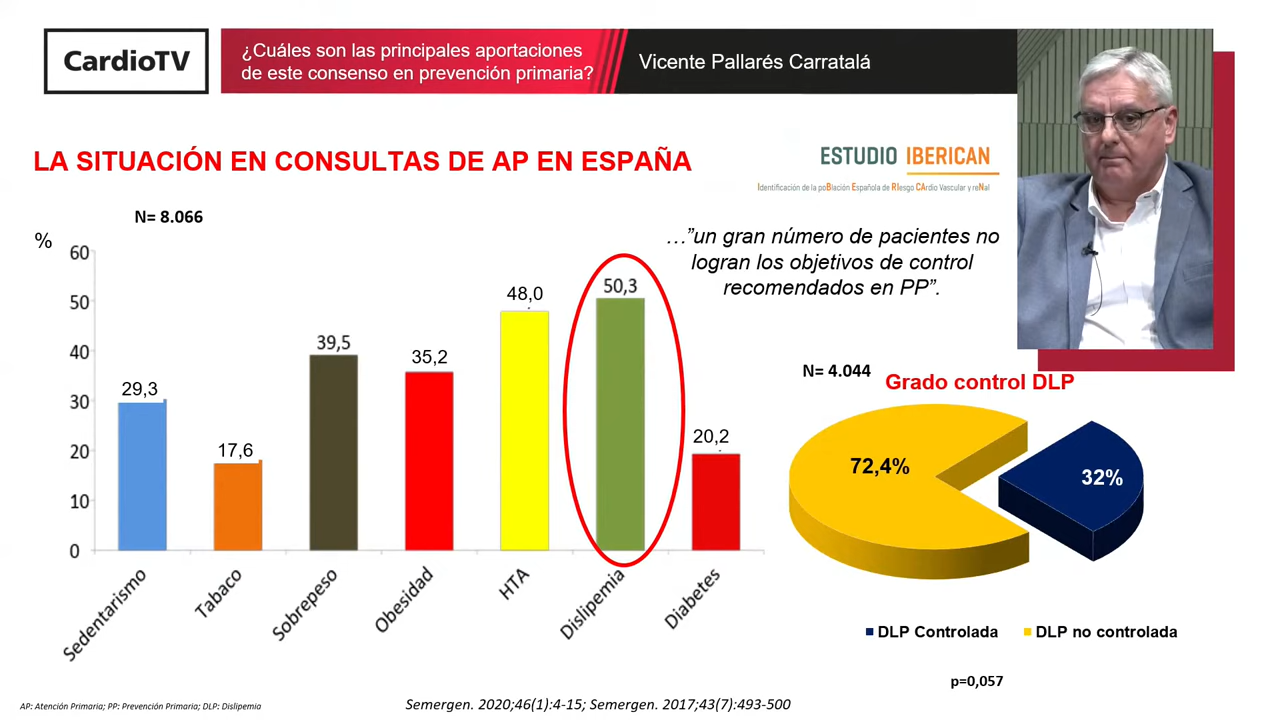 CardioTV
¿Cuáles son las principales aportaciones
de este consenso en prevención primaria?
Vicente Pallarés Carratalá
LA SITUACIÓN EN CONSULTAS DE AP EN ESPAÑA
ESTUDIO IBERICAN
Identificación de la poBlación Española de RIesgo CArdio Vascular y reNal
N= 8.066
%
60
50
40
30
20
10
0
29,3
17,6
39,5
35,2
48,0
50,3
20,2
Sedentarismo
Tabaco
Sobrepeso
Obesidad
HTA
Dislipemia
Diabetes
…”un gran número de pacientes no
logran los objetivos de control
recomendados en PP”.
N= 4.044
Grado control DLP
72,4%
32%
DLP Controlada
DLP no controlada
p=0,057
AP: Atención Primaria; PP: Prevención Primaria; DLP: Dislipemia
Semergen. 2020;46(1):4-15; Semergen. 2017;43(7):493-500